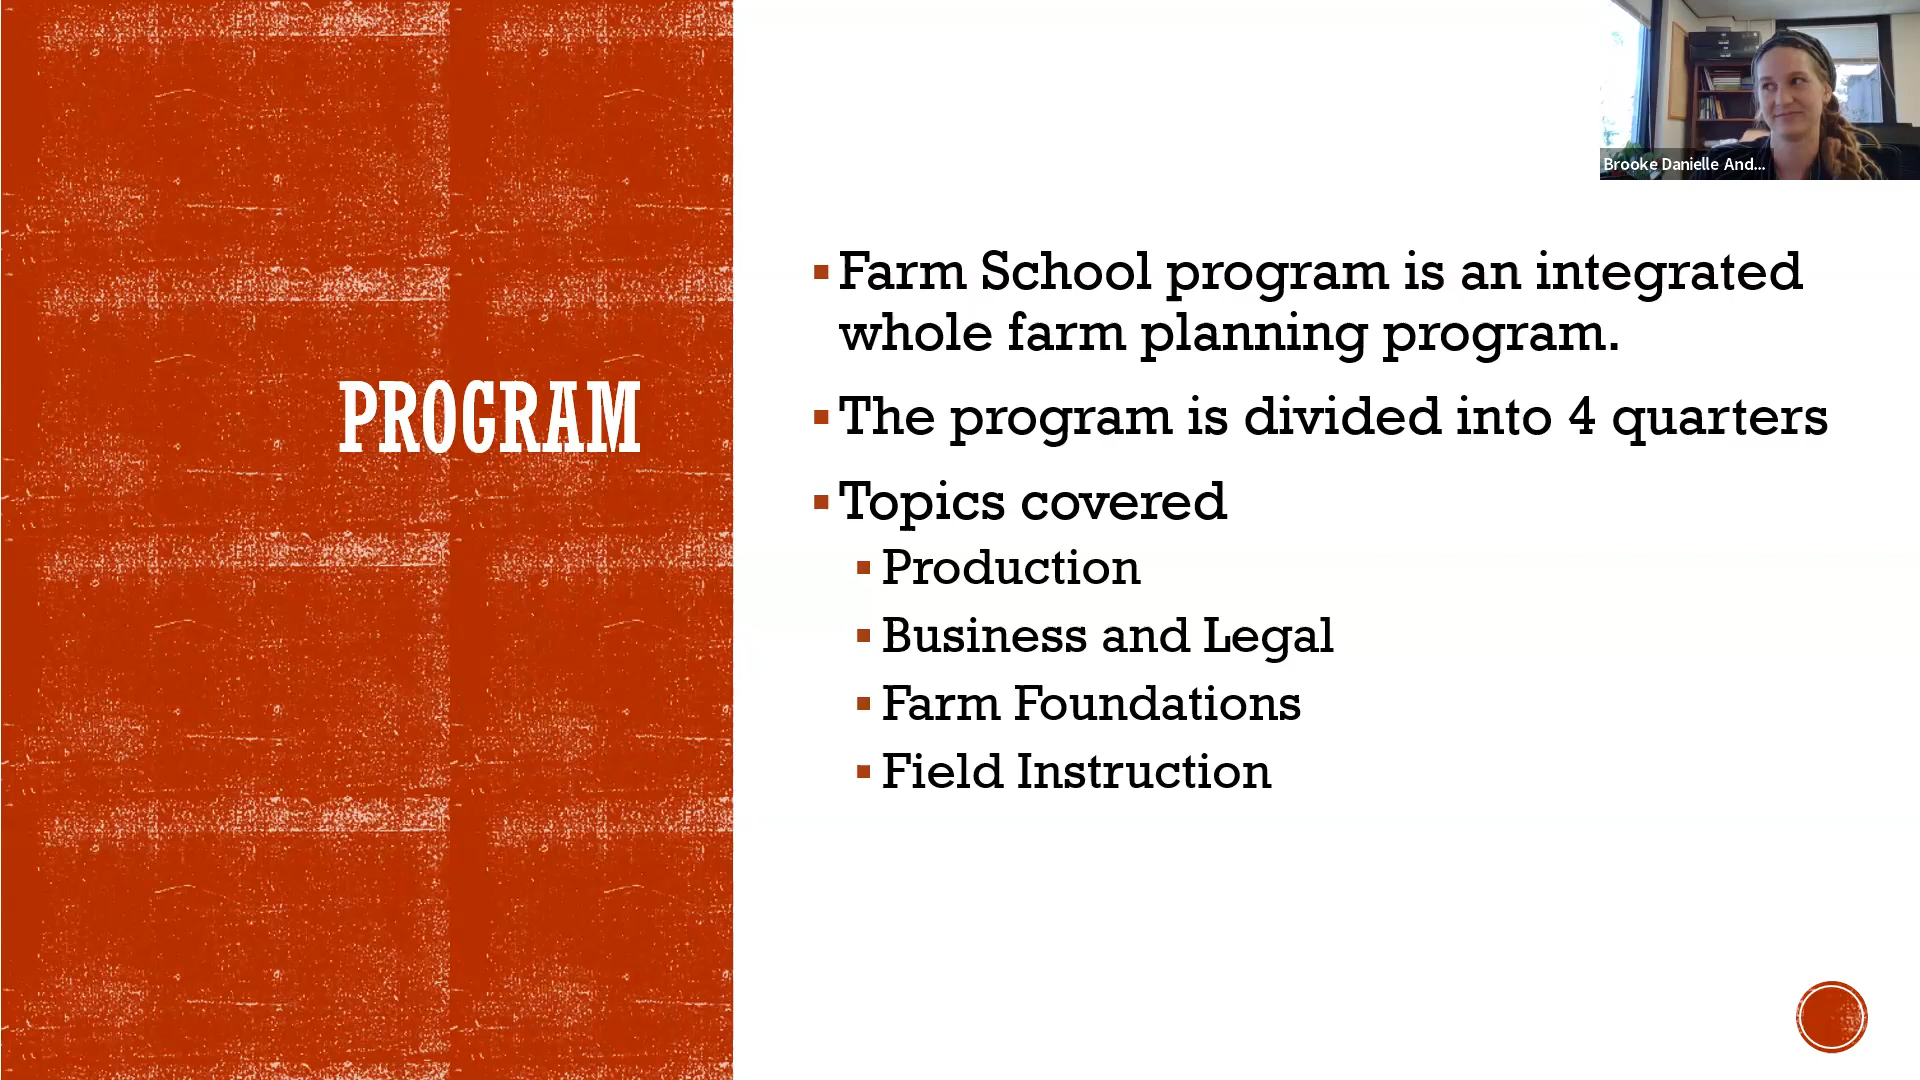 Brooke Danielle And...
PROGRAM
Farm School program is an integrated
whole farm planning program.
The program is divided into 4 quarters
Topics covered
Production
Business and Legal
Farm Foundations
Field Instruction